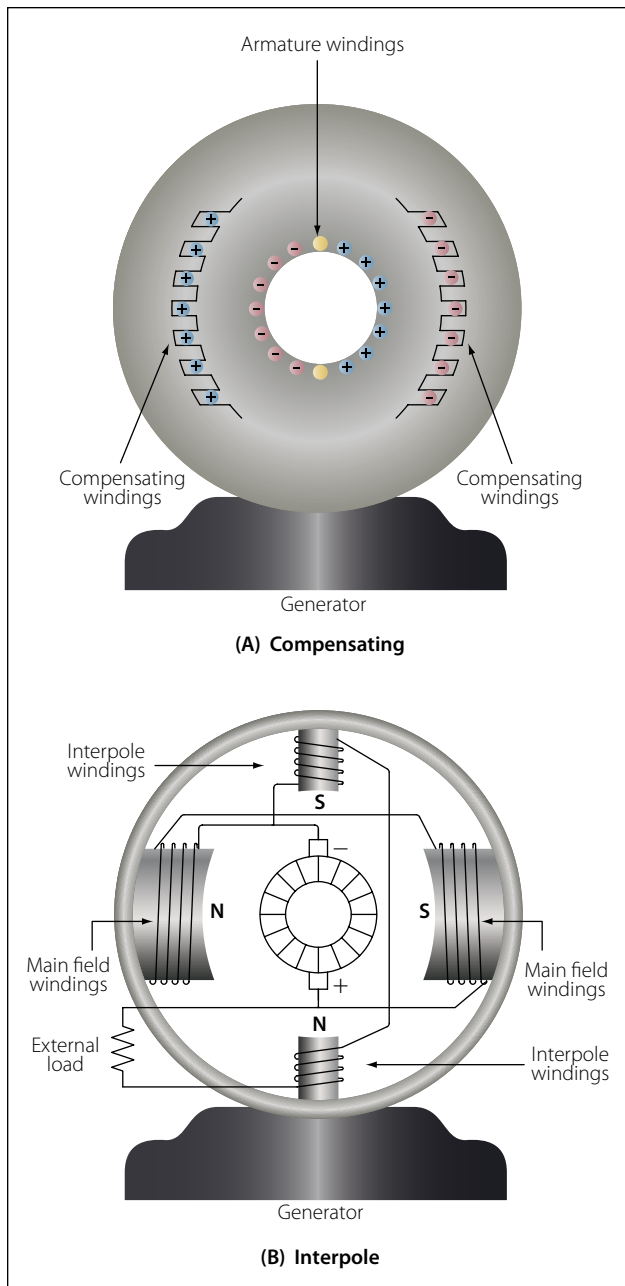 Armature windings
+
+
+
+
+
+
+
-
-
-
-
-
-
-
-
-
-
-
-
-
-
+
+
+
+
+
+
+
Compensating
windings
Compensating
windings
Generator
(A) Compensating
Interpole
windings
S
−
N
S
Main field
windings
Main field
windings
+
N
External
load
Interpole
windings
Generator
(B) Interpole